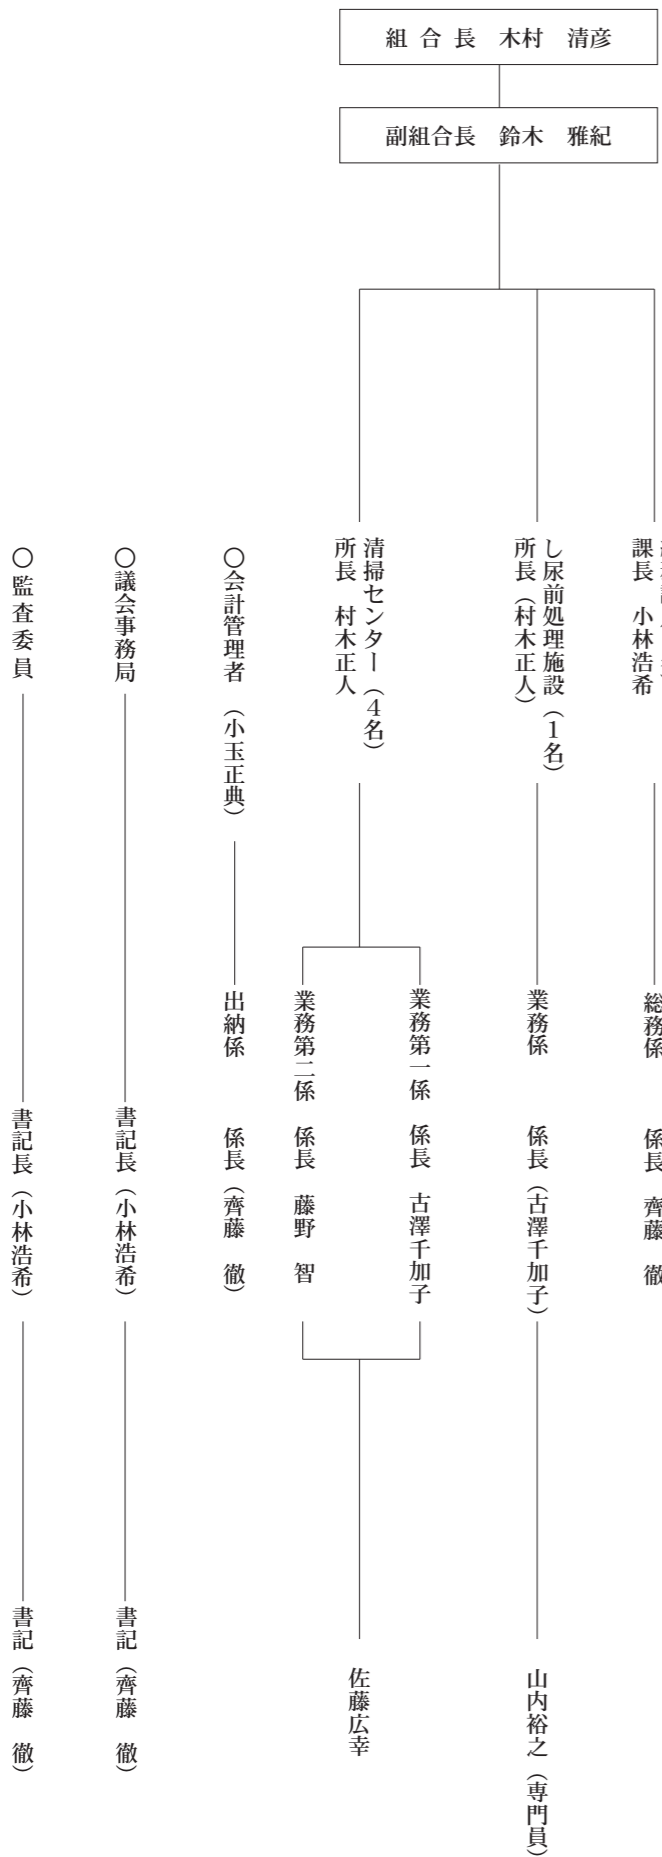 組合長　木村　清彦
副組合長　鈴木　雅紀
課長　小林浩希
総務係　係長　齊藤　徹
し尿前処理施設（１名）
所長（村木正人）
業務係　係長（古澤千加子）
山内裕之（専門員）
清掃センター（４名）
所長　村木正人
業務第一係　係長　古澤千加子
業務第二係　係長　藤野　智
佐藤広幸
〇会計管理者　（小玉正典）
出納係　係長（齊藤　徹）
〇議会事務局
書記長（小林浩希）
書記（齊藤　徹）
〇監査委員
書記長（小林浩希）
書記（齊藤　徹）